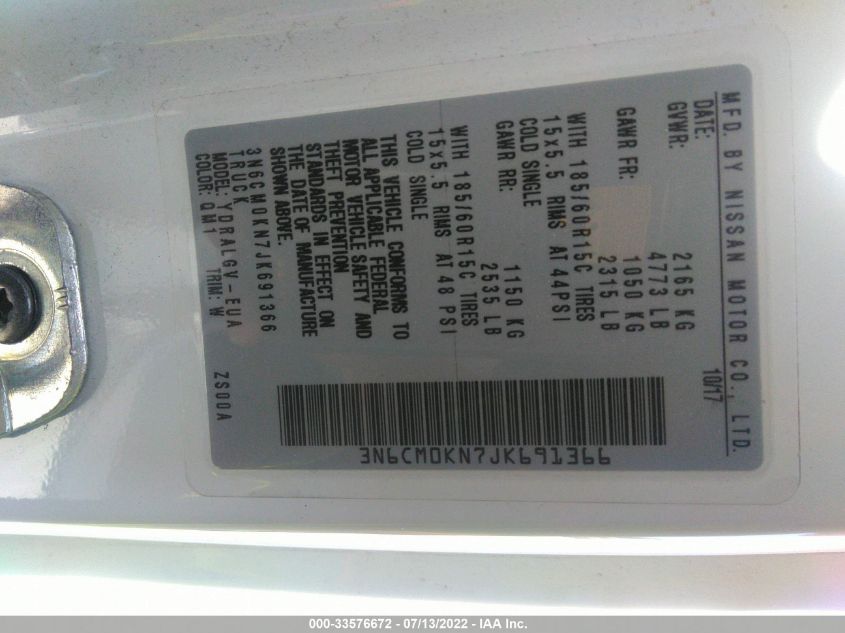 MFD. BY NISSAN MOTOR CO., LTD.
DATE: 10/17
GVWR: 2165 KG
4773 LB
GAWR FR: 1050 KG
2315 LB
WITH 185/60R15C TIRES
15x5.5 RIMS AT 44PSI
COLD SINGLE
GAWR RR: 1150 KG
2535 LB
WITH 185/60R15C TIRES
15x5.5 RIMS AT 48 PSI
COLD SINGLE
THIS VEHICLE CONFORMS TO
ALL APPLICABLE FEDERAL
MOTOR VEHICLE SAFETY AND
THEFT PREVENTION
STANDARDS IN EFFECT ON
THE DATE OF MANUFACTURE
SHOWN ABOVE.
3N6CM0KN7JK691366
TRUCK
MODEL: YDRALGV-EUA
COLOR: QM1 TRIM: W ZS00A
3N6CM0KN7JK691366
000-33576672 - 07/13/2022 - IAA Inc.